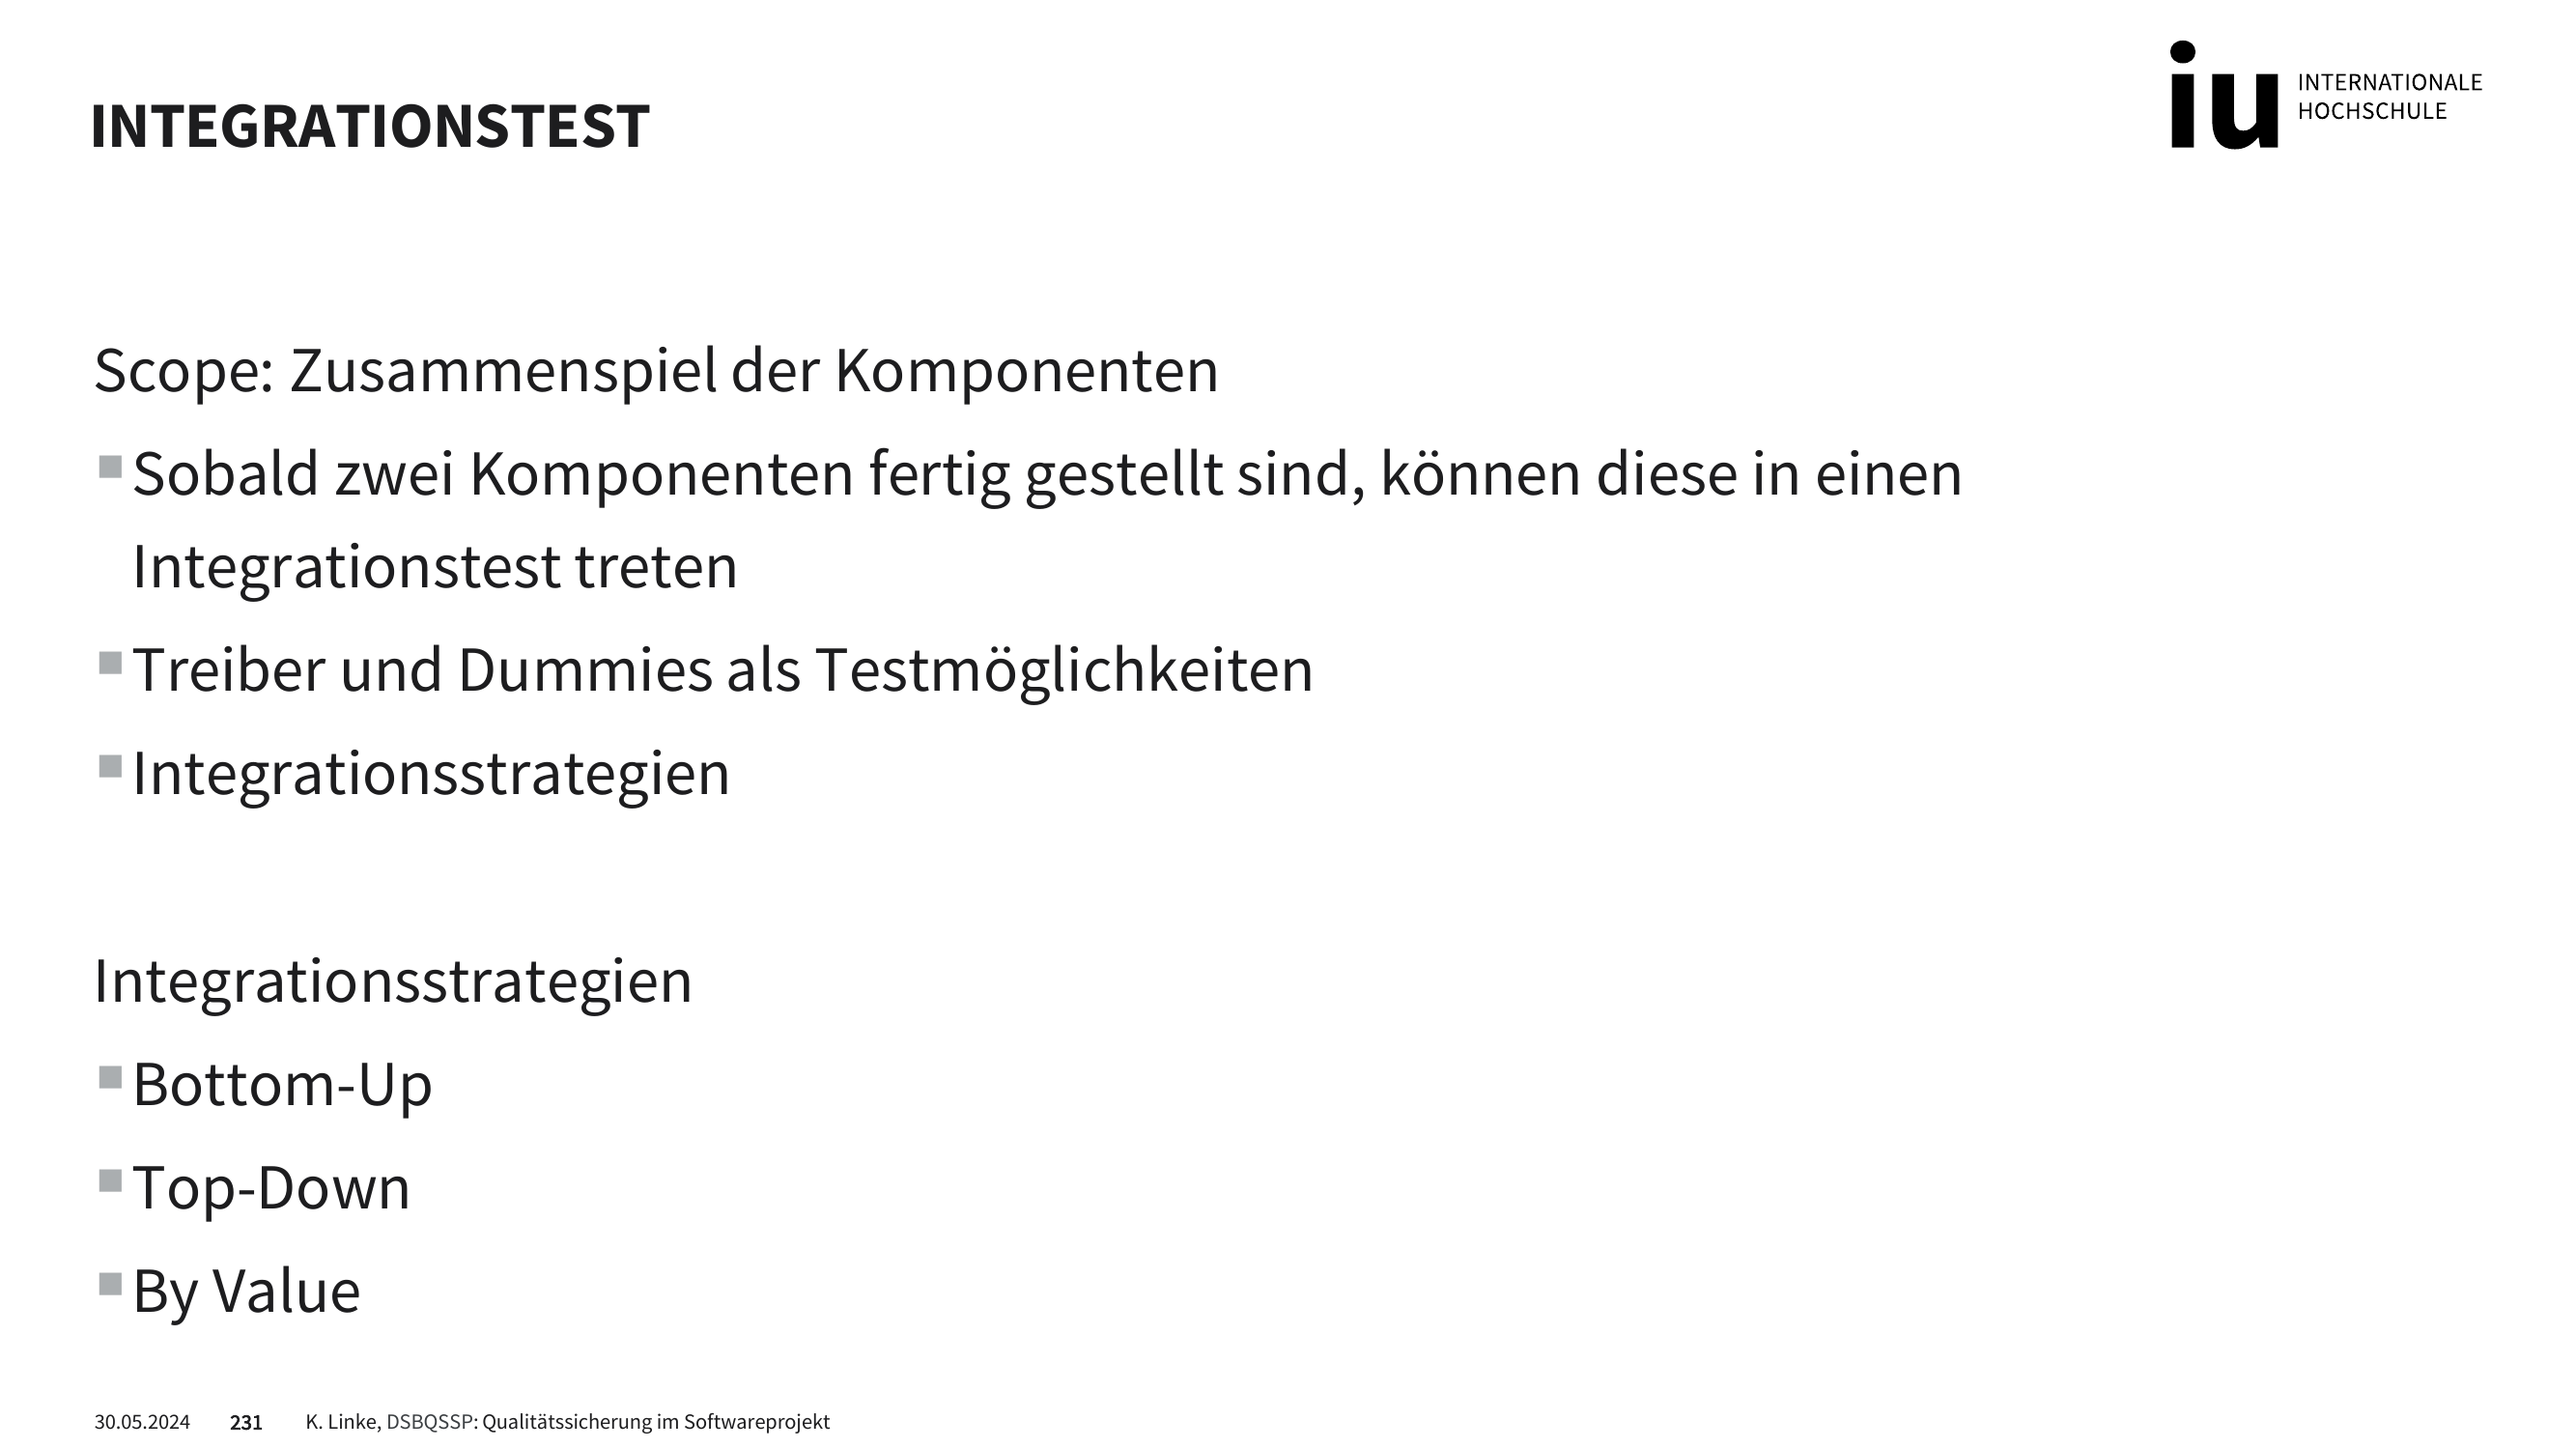 INTEGRATIONSTEST
iu INTERNATIONALE
HOCHSCHULE
Scope: Zusammenspiel der Komponenten
Sobald zwei Komponenten fertig gestellt sind, können diese in einen
Integrationstest treten
Treiber und Dummies als Testmöglichkeiten
Integrationsstrategien
Integrationsstrategien
Bottom-Up
Top-Down
By Value
30.05.2024 231 K. Linke, DSBQSSP: Qualitätssicherung im Softwareprojekt